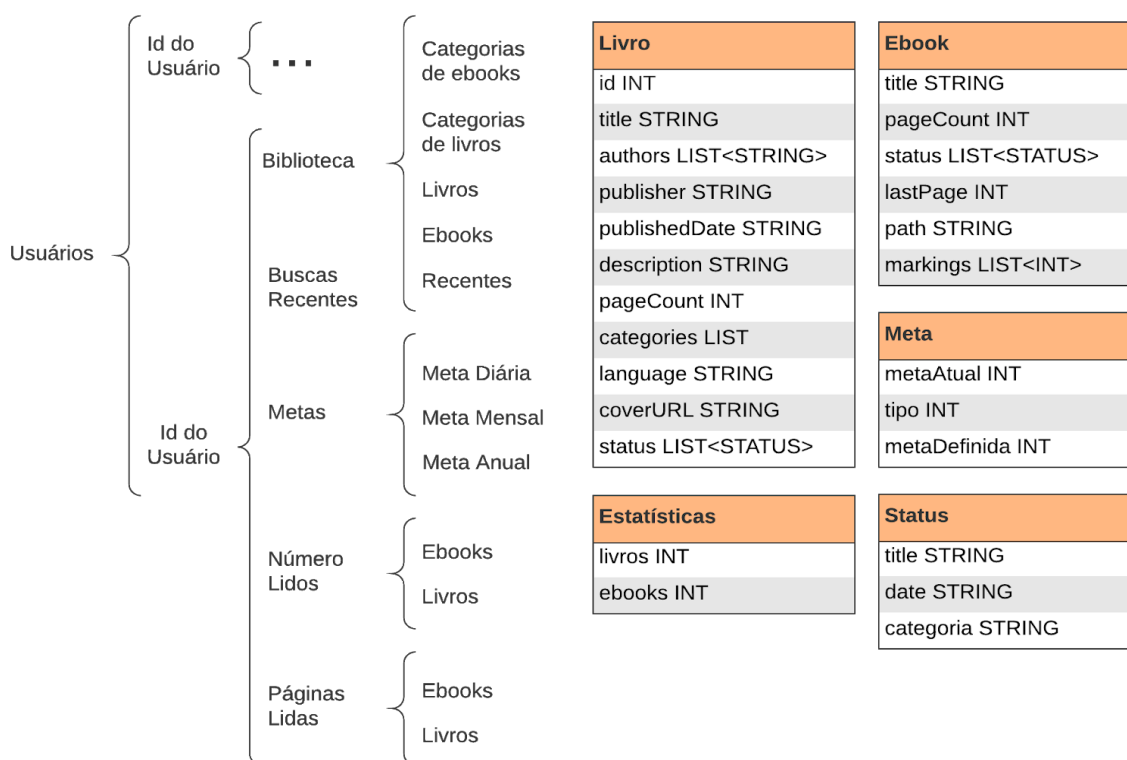 Usuários
Id do
Usuário
...
Id do
Usuário
Biblioteca
Categorias
de ebooks
Categorias
de livros
Livros
Ebooks
Recentes
Buscas
Recentes
Metas
Meta Diária
Meta Mensal
Meta Anual
Número
Lidos
Ebooks
Livros
Páginas
Lidas
Ebooks
Livros
Livro
id INT
title STRING
authors LIST<STRING>
publisher STRING
publishedDate STRING
description STRING
pageCount INT
categories LIST
language STRING
coverURL STRING
status LIST<STATUS>
Ebook
title STRING
pageCount INT
status LIST<STATUS>
lastPage INT
path STRING
markings LIST<INT>
Meta
metaAtual INT
tipo INT
metaDefinida INT
Estatísticas
livros INT
ebooks INT
Status
title STRING
date STRING
categoria STRING